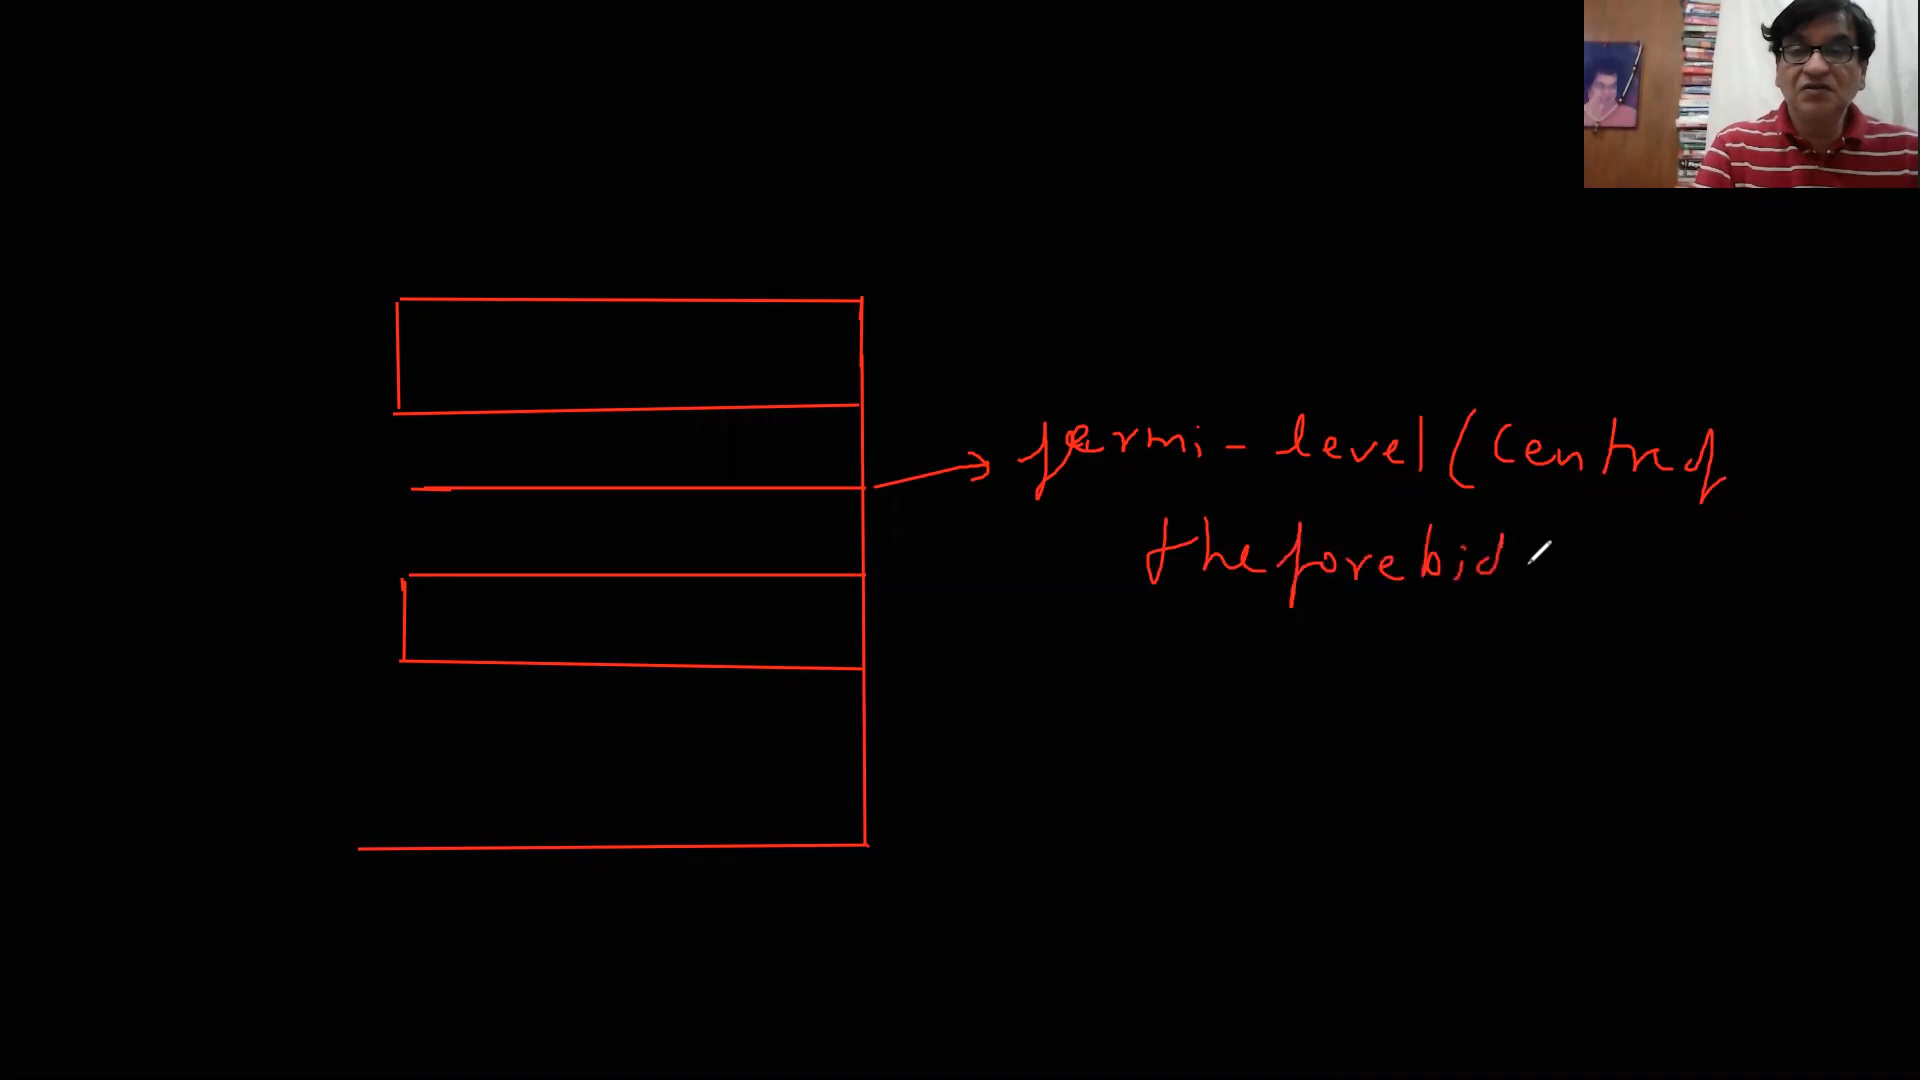 fermi - level (Centre of
the forebid